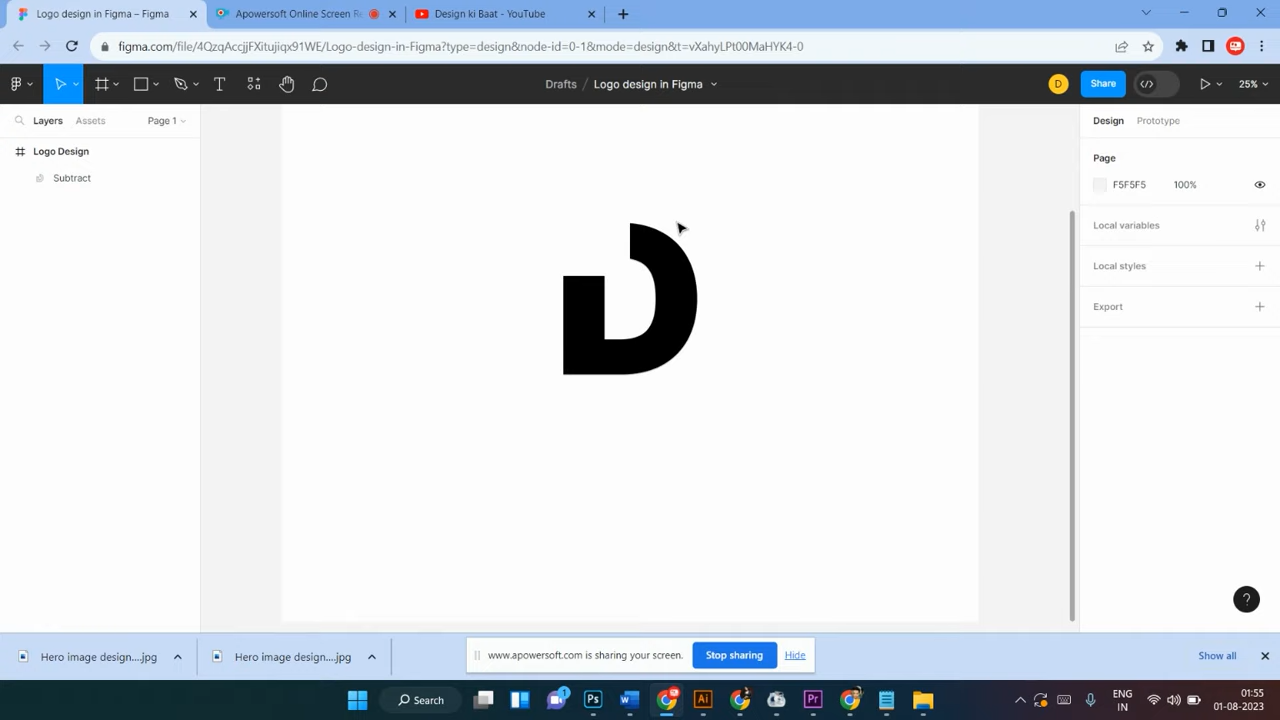 Logo design in Figma – Figma
Apowersoft Online Screen Re
Design ki Baat - YouTube
figma.com/file/4QzqAccjjFXitujiqx91WE/Logo-design-in-Figma?type=design&node-id=0-1&mode=design&t=vXahyLPt00MaHYK4-0
Drafts / Logo design in Figma
D
Share
25%
Layers
Assets
Page 1
Design
Prototype
Logo Design
Subtract
Page
F5F5F5
100%
Local variables
Local styles
Export
D
?
Hero image design....jpg
Hero image design....jpg
www.apowersoft.com is sharing your screen.
Stop sharing
Hide
Show all
Search
1
ENG
IN
01:55
01-08-2023